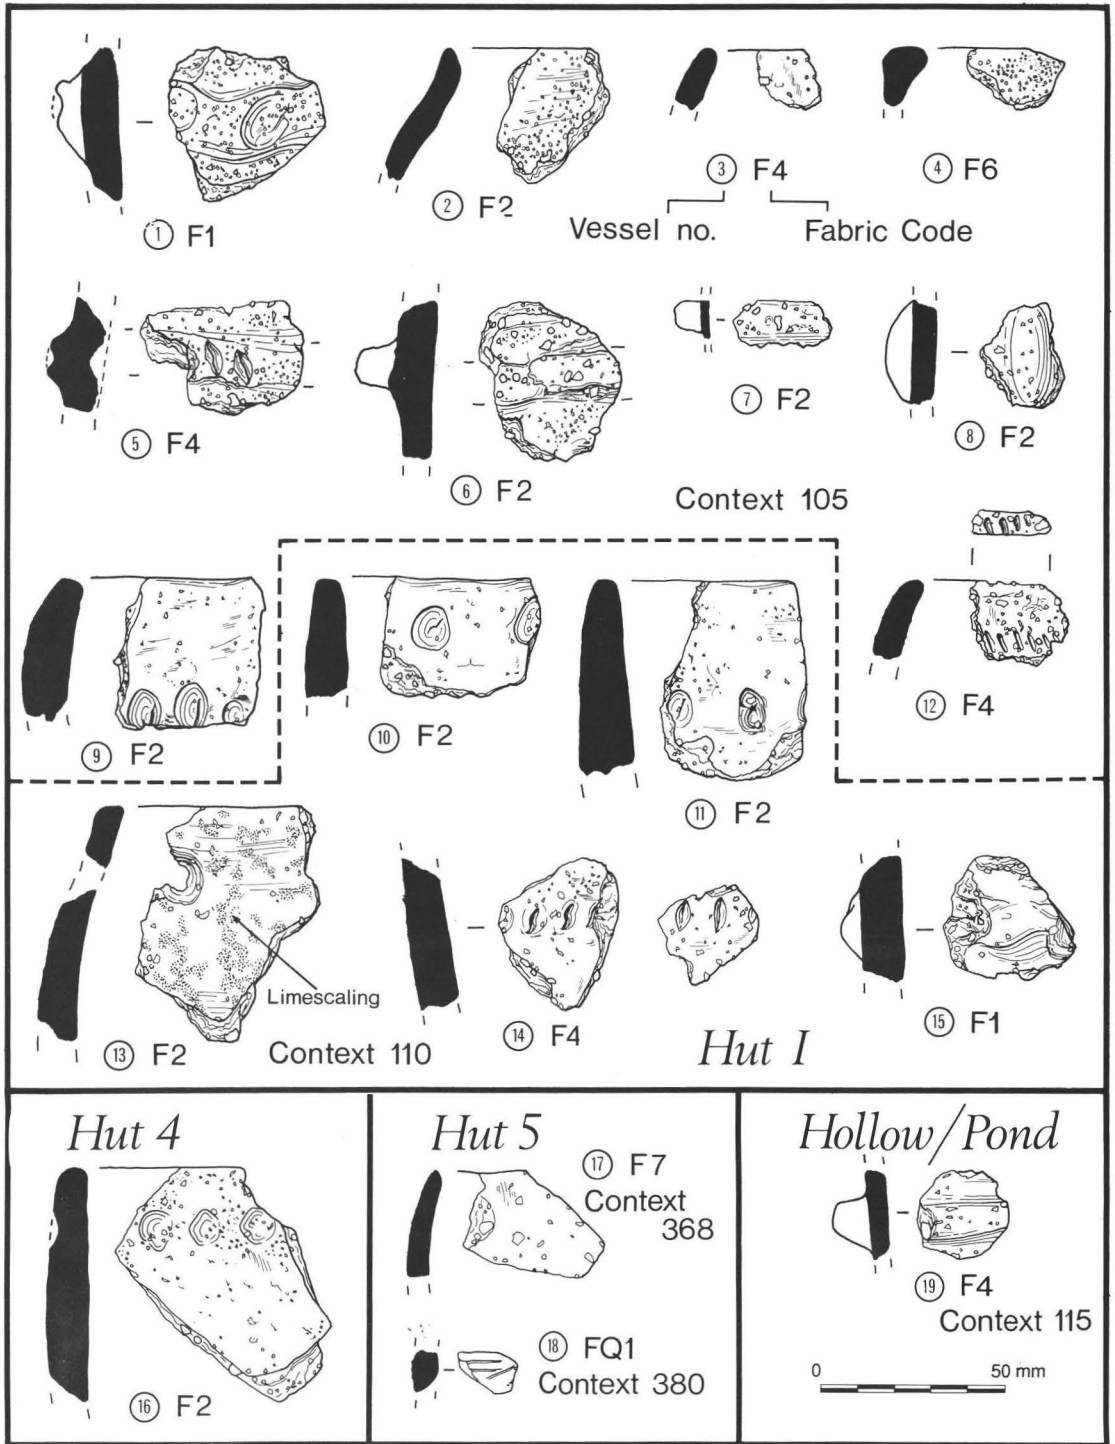 ① F1
② F2
③ F4
④ F6
Vessel no.
Fabric Code
⑤ F4
⑥ F2
⑦ F2
⑧ F2
Context 105
⑨ F2
⑩ F2
⑪ F2
⑫ F4
Limescaling
⑬ F2
Context 110
⑭ F4
Hut I
⑮ F1
Hut 4
⑯ F2
Hut 5
⑰ F7
Context
368
⑱ FQ1
Context 380
Hollow/Pond
⑲ F4
Context 115
0 50 mm